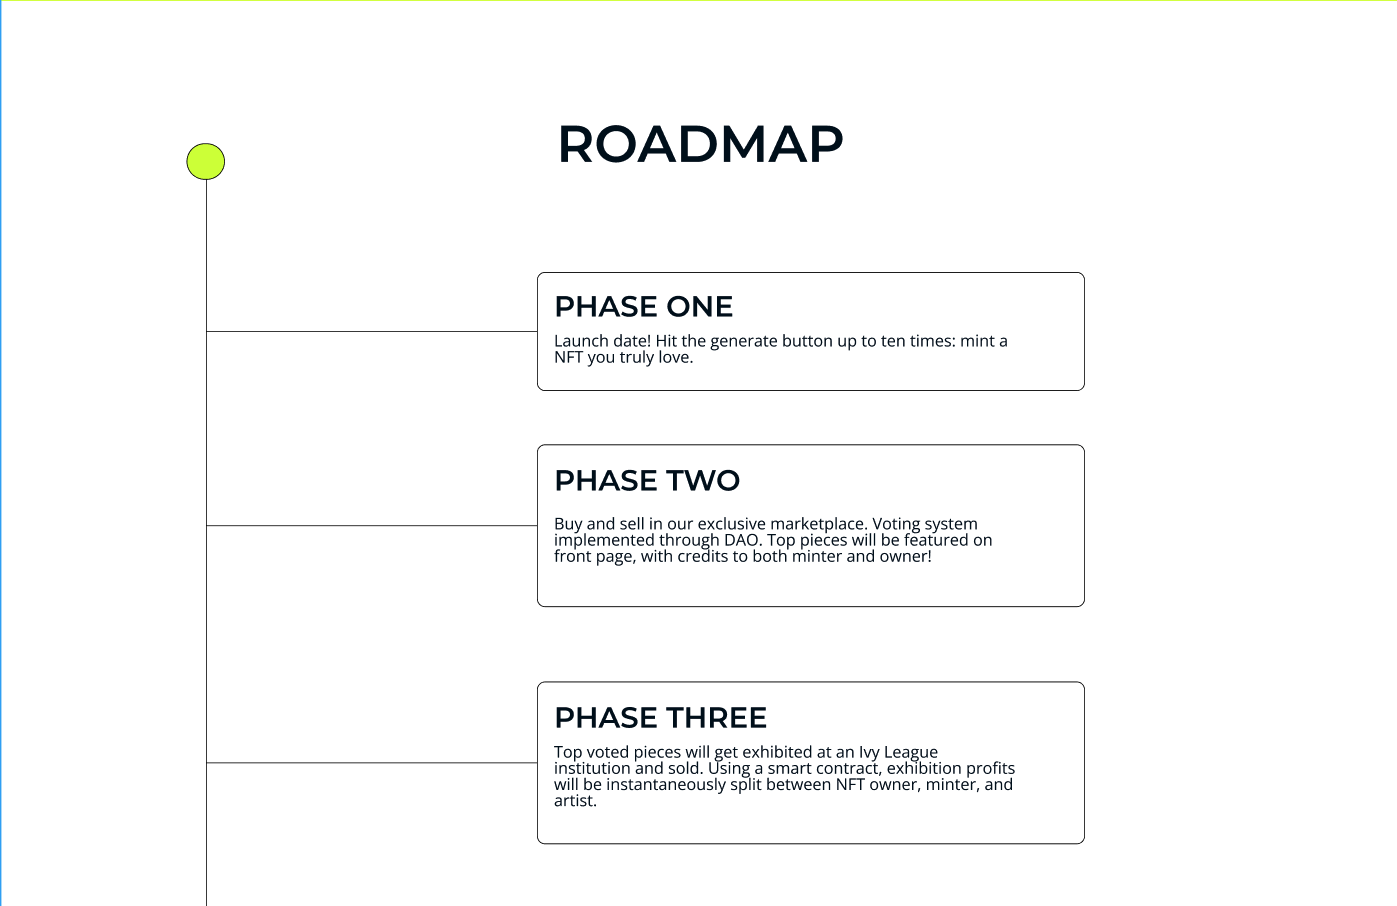 ROADMAP
PHASE ONE
Launch date! Hit the generate button up to ten times: mint a
NFT you truly love.
PHASE TWO
Buy and sell in our exclusive marketplace. Voting system
implemented through DAO. Top pieces will be featured on
front page, with credits to both minter and owner!
PHASE THREE
Top voted pieces will get exhibited at an Ivy League
institution and sold. Using a smart contract, exhibition profits
will be instantaneously split between NFT owner, minter, and
artist.